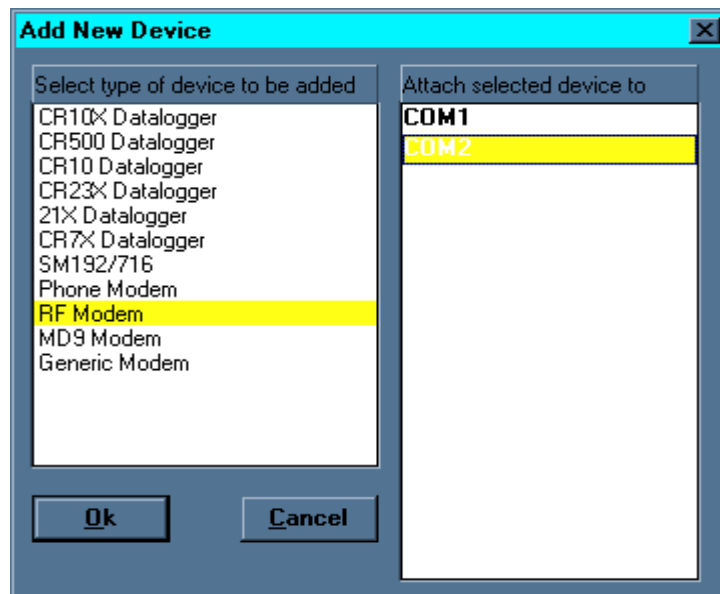 Add New Device
Select type of device to be added
CR10X Datalogger
CR500 Datalogger
CR10 Datalogger
CR23X Datalogger
21X Datalogger
CR7X Datalogger
SM192/716
Phone Modem
RF Modem
MD9 Modem
Generic Modem
Ok
Cancel
Attach selected device to
COM1
COM2